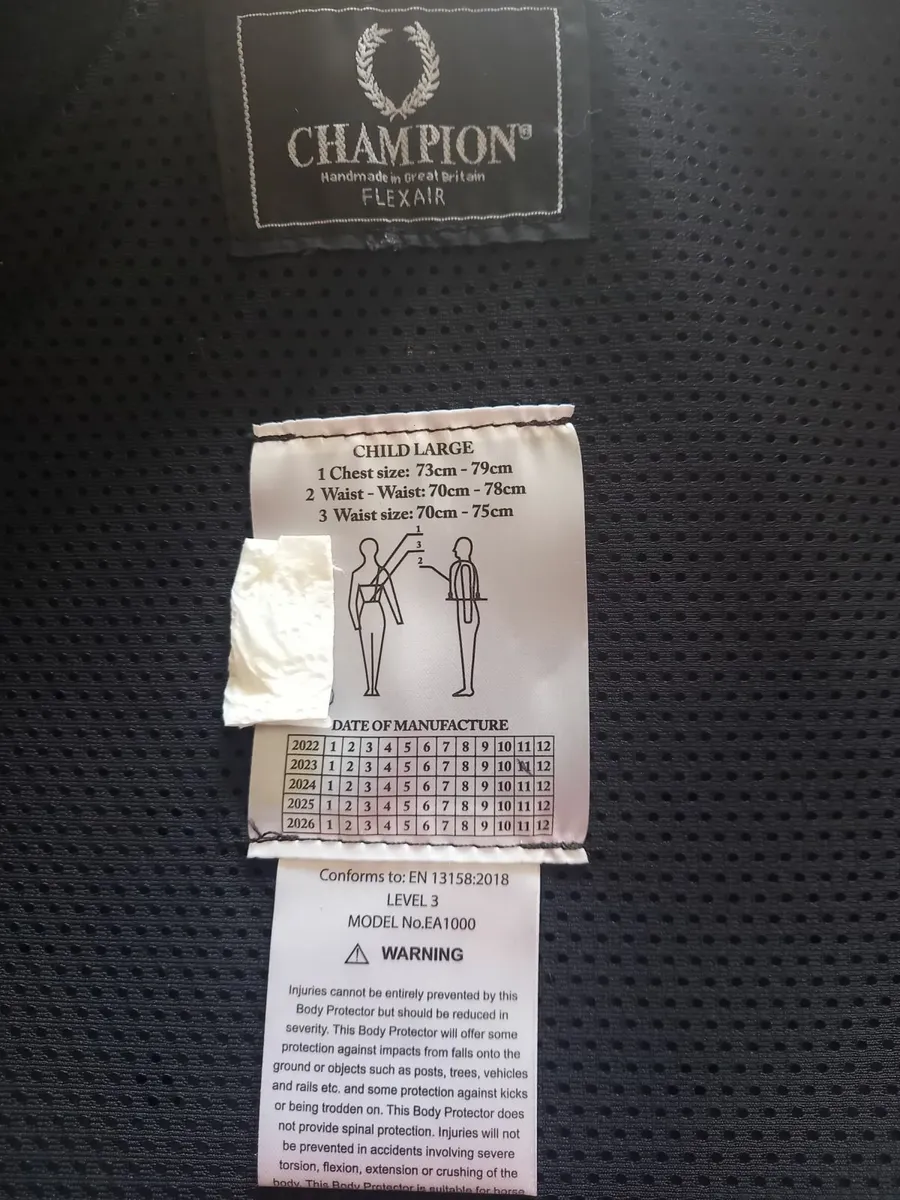 CHAMPION®
Handmade in Great Britain
FLEXAIR
CHILD LARGE
1 Chest size: 73cm - 79cm
2 Waist - Waist: 70cm - 78cm
3 Waist size: 70cm - 75cm
1
3
2
DATE OF MANUFACTURE
2022 1 2 3 4 5 6 7 8 9 10 11 12
2023 1 2 3 4 5 6 7 8 9 10 11 12
2024 1 2 3 4 5 6 7 8 9 10 11 12
2025 1 2 3 4 5 6 7 8 9 10 11 12
2026 1 2 3 4 5 6 7 8 9 10 11 12
Conforms to: EN 13158:2018
LEVEL 3
MODEL No.EA1000
⚠ WARNING
Injuries cannot be entirely prevented by this
Body Protector but should be reduced in
severity. This Body Protector will offer some
protection against impacts from falls onto the
ground or objects such as posts, trees, vehicles
and rails etc. and some protection against kicks
or being trodden on. This Body Protector does
not provide spinal protection. Injuries will not
be prevented in accidents involving severe
torsion, flexion, extension or crushing of the
body. This Body Protector is suitable for horse